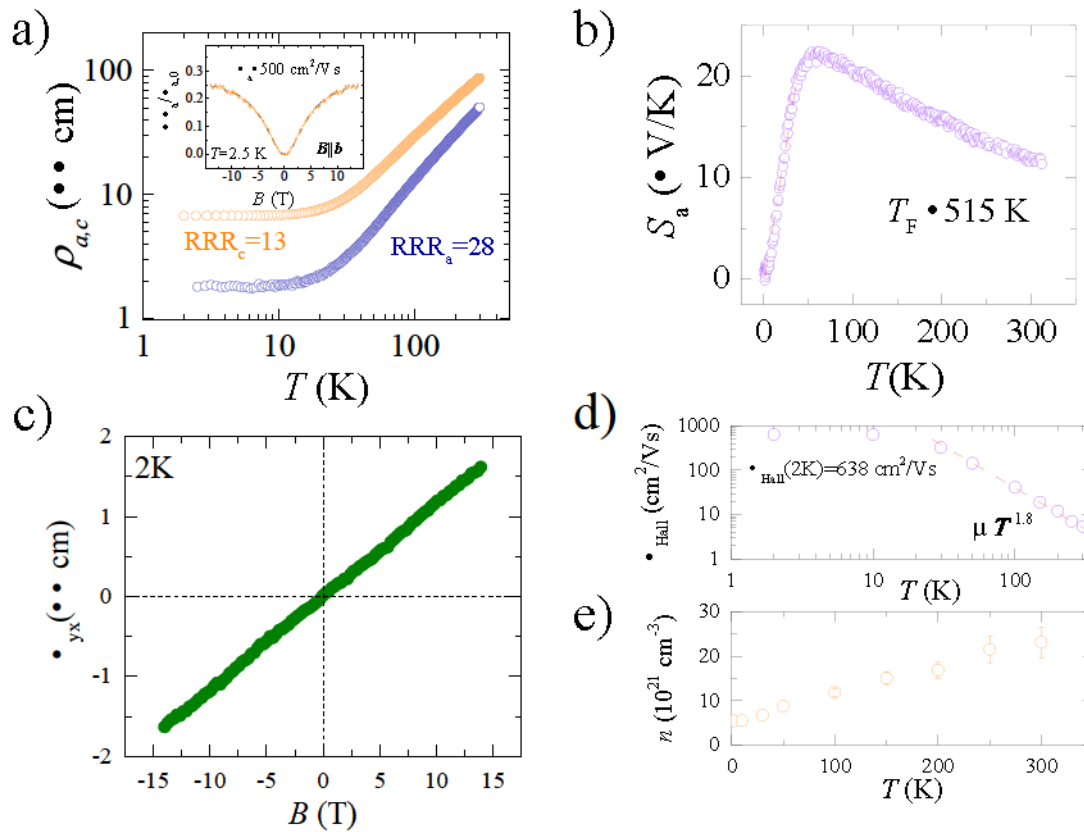 a)
100
10
1
ρa,c (•• cm)
1
10
100
T (K)
RRRc=13
RRRa=28
0.3
0.2
0.1
0.0
••a/•a,0
•a•500 cm²/V s
T=2.5 K
B||b
-10
-5
0
5
10
B (T)
b)
20
10
0
Sa (•V/K)
TF • 515 K
0
100
200
300
T(K)
c)
2K
2
1
0
-1
-2
•yx(•• cm)
-15
-10
-5
0
5
10
15
B (T)
d)
1000
100
10
1
•Hall (cm²/Vs)
•Hall(2K)=638 cm²/Vs
μ T1.8
1
10
100
T (K)
e)
30
20
10
0
n (10²¹ cm⁻³)
0
100
200
300
T (K)